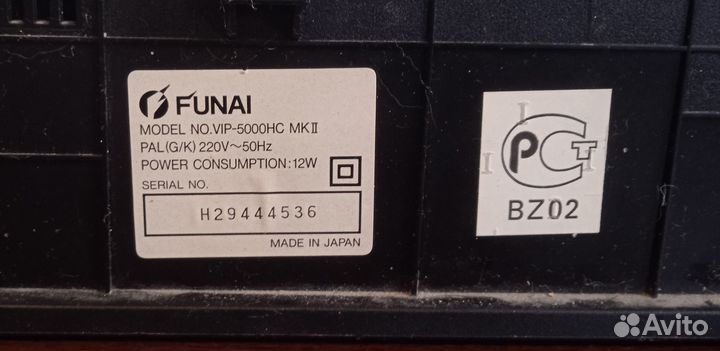 FUNAI
MODEL NO.VIP-5000HC MKⅡ
PAL(G/K) 220V~50Hz
POWER CONSUMPTION:12W
SERIAL NO.
H29444536
MADE IN JAPAN
РСТ
BZ02
Avito